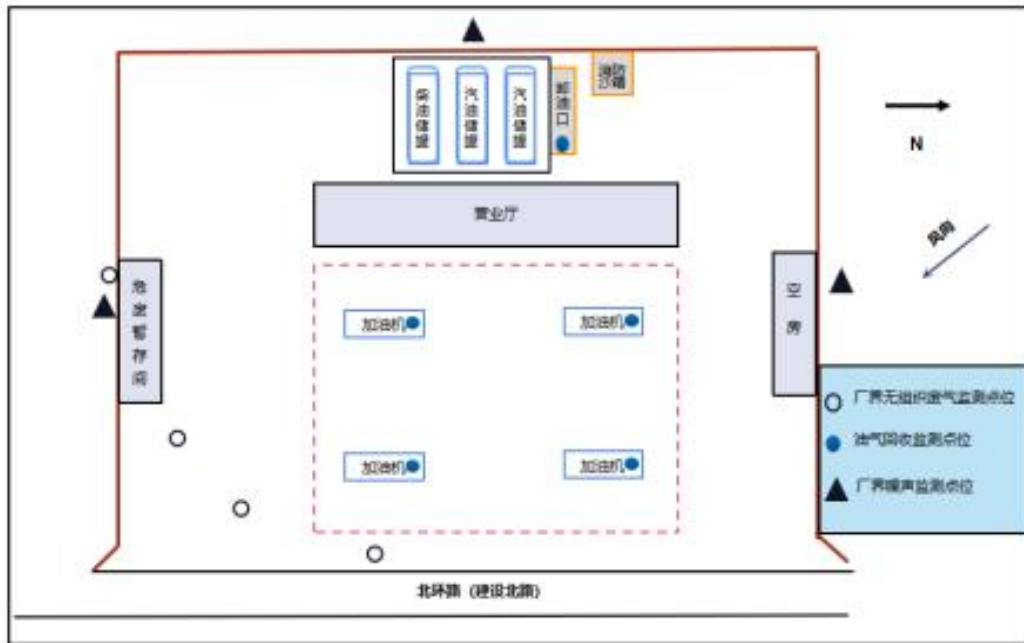 柴油储罐
汽油储罐
汽油储罐
卸油口
消防沙箱
N
营业厅
风向
危废暂存间
空房
加油机
加油机
加油机
加油机
厂界无组织废气监测点位
油气回收监测点位
厂界噪声监测点位
北环路（建设北路）